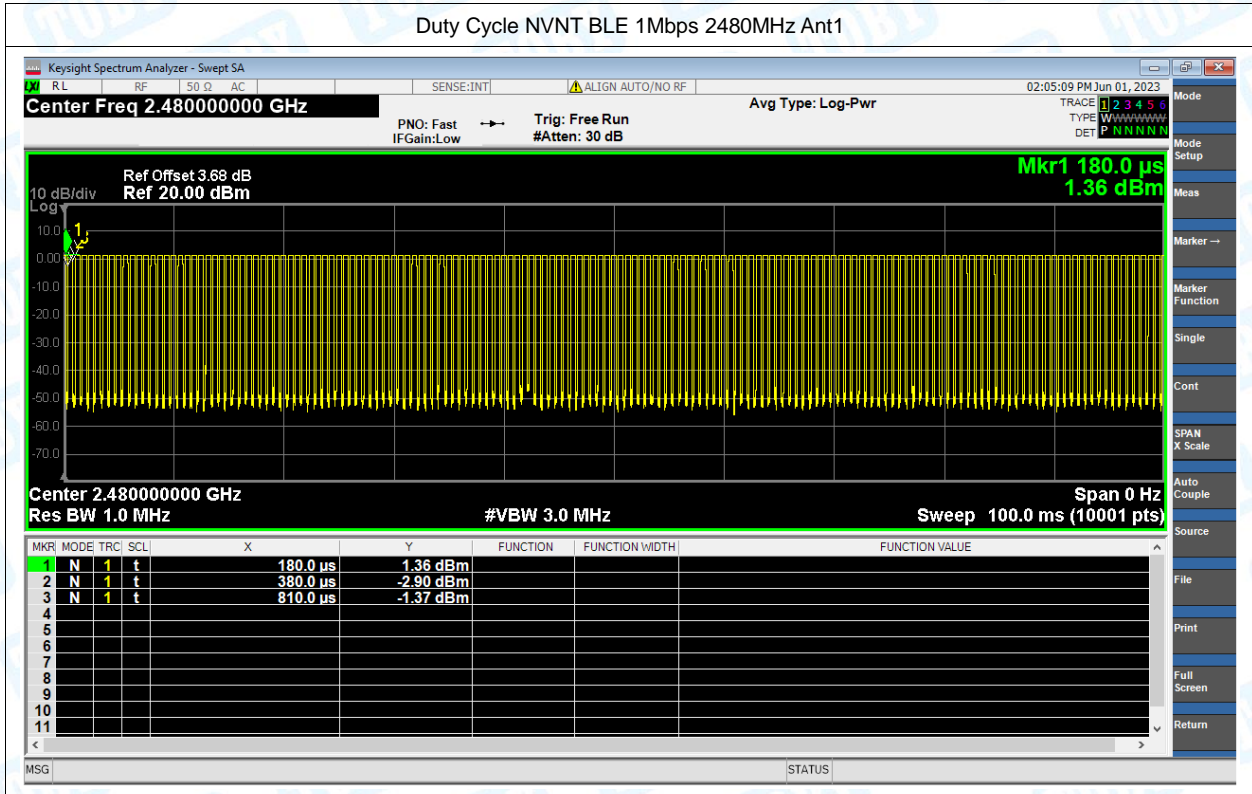 Duty Cycle NVNT BLE 1Mbps 2480MHz Ant1
Keysight Spectrum Analyzer - Swept SA
LXI RL RF 50 Ω AC SENSE:INT ALIGN AUTO/NO RF 02:05:09 PM Jun 01, 2023
Center Freq 2.480000000 GHz
PNO: Fast
IFGain:Low
Trig: Free Run
#Atten: 30 dB
Avg Type: Log-Pwr
TRACE 1 2 3 4 5 6
TYPE WWWWWW
DET P N N N N N
Mkr1 180.0 µs
1.36 dBm
Ref Offset 3.68 dB
10 dB/div Ref 20.00 dBm
Log
10.0
0.00
-10.0
-20.0
-30.0
-40.0
-50.0
-60.0
-70.0
1
Center 2.480000000 GHz Span 0 Hz
Res BW 1.0 MHz #VBW 3.0 MHz Sweep 100.0 ms (10001 pts)
MKR MODE TRC SCL X Y FUNCTION FUNCTION WIDTH FUNCTION VALUE
1 N 1 t 180.0 µs 1.36 dBm
2 N 1 t 380.0 µs -2.90 dBm
3 N 1 t 810.0 µs -1.37 dBm
4
5
6
7
8
9
10
11
MSG STATUS
Mode
Mode Setup
Meas
Marker →
Marker Function
Single
Cont
SPAN X Scale
Auto Couple
Source
File
Print
Full Screen
Return
TOBY